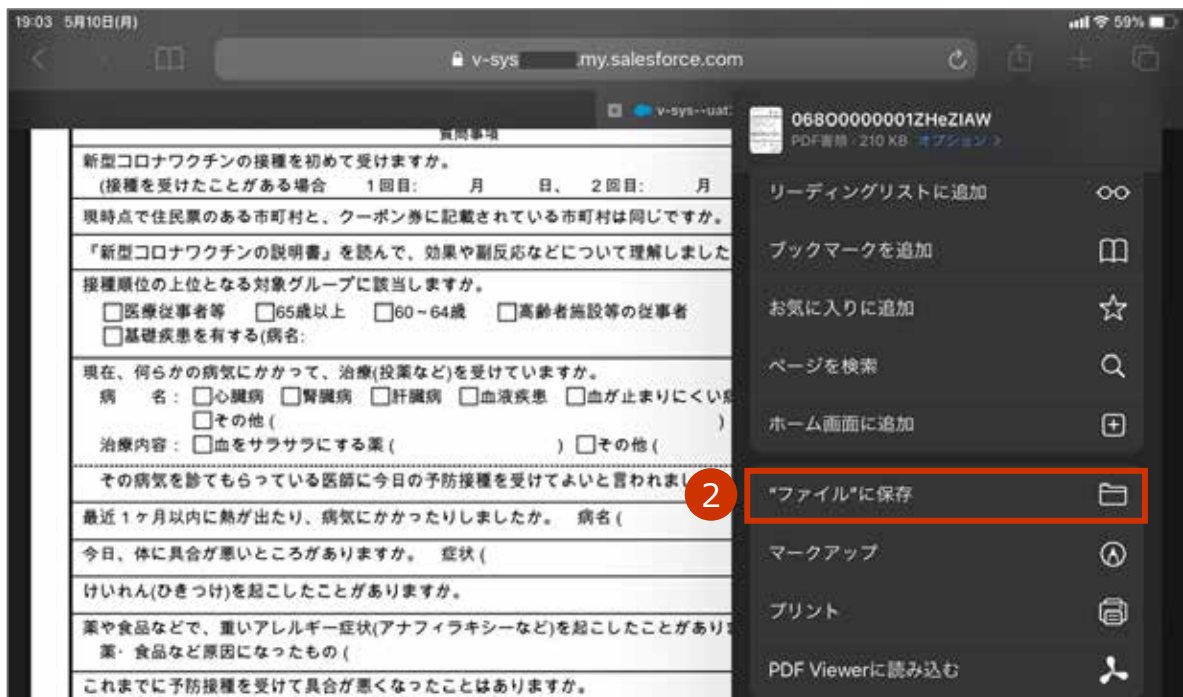 19:03 5月10日(月)
59%
v-sys .my.salesforce.com
v-sys--uat
068O0000001ZHeZIAW
PDF書類・210 KB オプション >
質問事項
新型コロナワクチンの接種を初めて受けますか。
(接種を受けたことがある場合 1回目: 月 日、 2回目: 月
現時点で住民票のある市町村と、クーポン券に記載されている市町村は同じですか。
『新型コロナワクチンの説明書』を読んで、効果や副反応などについて理解しました
接種順位の上位となる対象グループに該当しますか。
□医療従事者等 □65歳以上 □60~64歳 □高齢者施設等の従事者
□基礎疾患を有する(病名:
現在、何らかの病気にかかって、治療(投薬など)を受けていますか。
病 名: □心臓病 □腎臓病 □肝臓病 □血液疾患 □血が止まりにくい
□その他( )
治療内容: □血をサラサラにする薬( ) □その他(
その病気を診てもらっている医師に今日の予防接種を受けてよいと言われまし
最近1ヶ月以内に熱が出たり、病気にかかったりしましたか。 病名(
今日、体に具合が悪いところがありますか。 症状(
けいれん(ひきつけ)を起こしたことがありますか。
薬や食品などで、重いアレルギー症状(アナフィラキシーなど)を起こしたことがあり
薬・食品など原因になったもの(
これまでに予防接種を受けて具合が悪くなったことはありますか。
リーディングリストに追加
ブックマークを追加
お気に入りに追加
ページを検索
ホーム画面に追加
2
"ファイル"に保存
マークアップ
プリント
PDF Viewerに読み込む